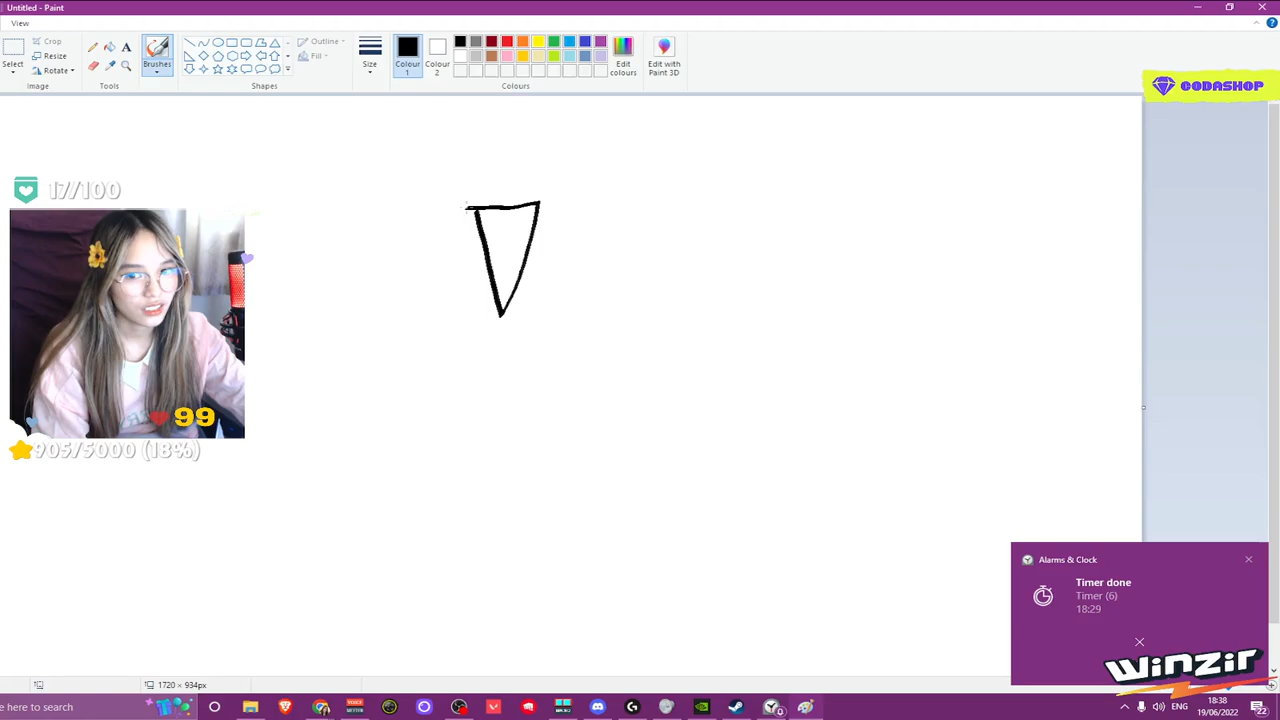 Untitled - Paint
View
Select
Crop
Resize
Rotate
Image
A
Tools
Brushes
Shapes
Outline
Fill
Size
Colour 1
Colour 2
Edit colours
Colours
Edit with Paint 3D
CODASHOP
17/100
99
905/5000 (18%)
Alarms & Clock
Timer done
Timer (6)
18:29
WINZIR
1720 × 934px
e here to search
ENG
18:38
19/06/2022
22